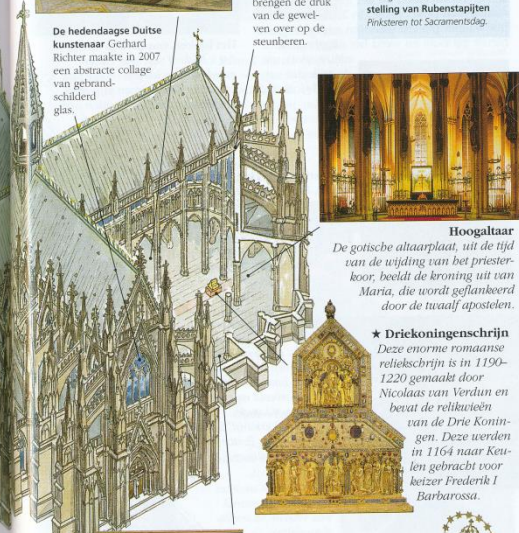 De hedendaagse Duitse
kunstenaar Gerhard
Richter maakte in 2007
een abstracte collage
van gebrand-
schilderd
glas.
brengen de druk
van de gewel-
ven over op de
steunberen.
stelling van Rubenstapijten
Pinksteren tot Sacramentsdag.
Hoogaltaar
De gotische altaarplaat, uit de tijd
van de wijding van het priester-
koor, beeldt de kroning uit van
Maria, die wordt geflankeerd
door de twaalf apostelen.
★ Driekoningenschrijn
Deze enorme romaanse
reliekschrijn is in 1190–
1220 gemaakt door
Nicolaas van Verdun en
bevat de relikwieën
van de Drie Konin-
gen. Deze werden
in 1164 naar Keu-
len gebracht voor
keizer Frederik I
Barbarossa.